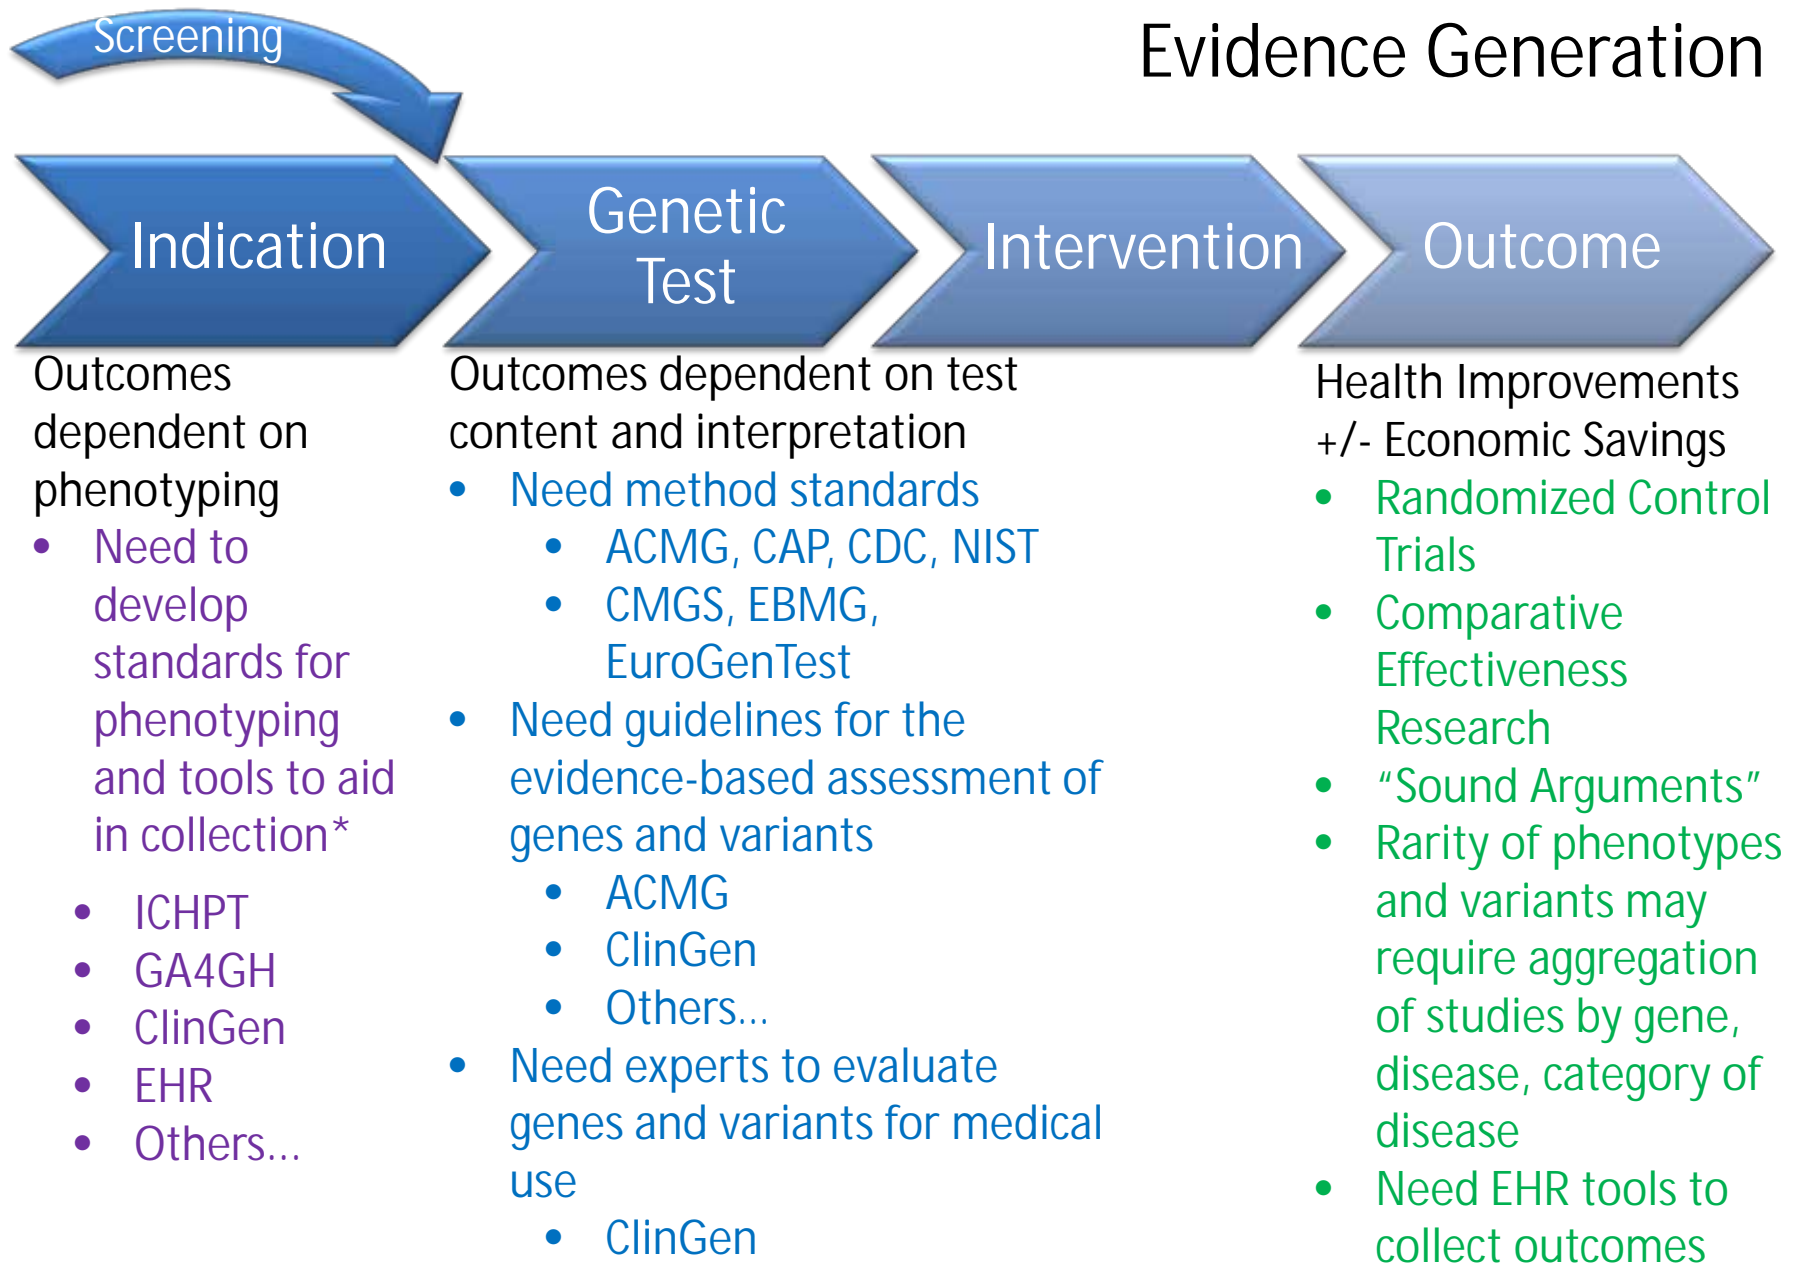 Screening
Evidence Generation
Indication
Genetic
Test
Intervention
Outcome
Outcomes
dependent on
phenotyping
• Need to
develop
standards for
phenotyping
and tools to aid
in collection*
• ICHPT
• GA4GH
• ClinGen
• EHR
• Others...
Outcomes dependent on test
content and interpretation
• Need method standards
• ACMG, CAP, CDC, NIST
• CMGS, EBMG,
EuroGenTest
• Need guidelines for the
evidence-based assessment of
genes and variants
• ACMG
• ClinGen
• Others...
• Need experts to evaluate
genes and variants for medical
use
• ClinGen
Health Improvements
+/- Economic Savings
• Randomized Control
Trials
• Comparative
Effectiveness
Research
• “Sound Arguments”
• Rarity of phenotypes
and variants may
require aggregation
of studies by gene,
disease, category of
disease
• Need EHR tools to
collect outcomes